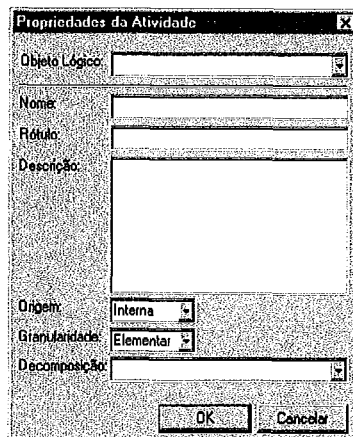 Propriedades da Atividade
Objeto Lógico:
Nome:
Rótulo:
Descrição:
Origem: Interna
Granularidade: Elementar
Decomposição:
OK Cancelar